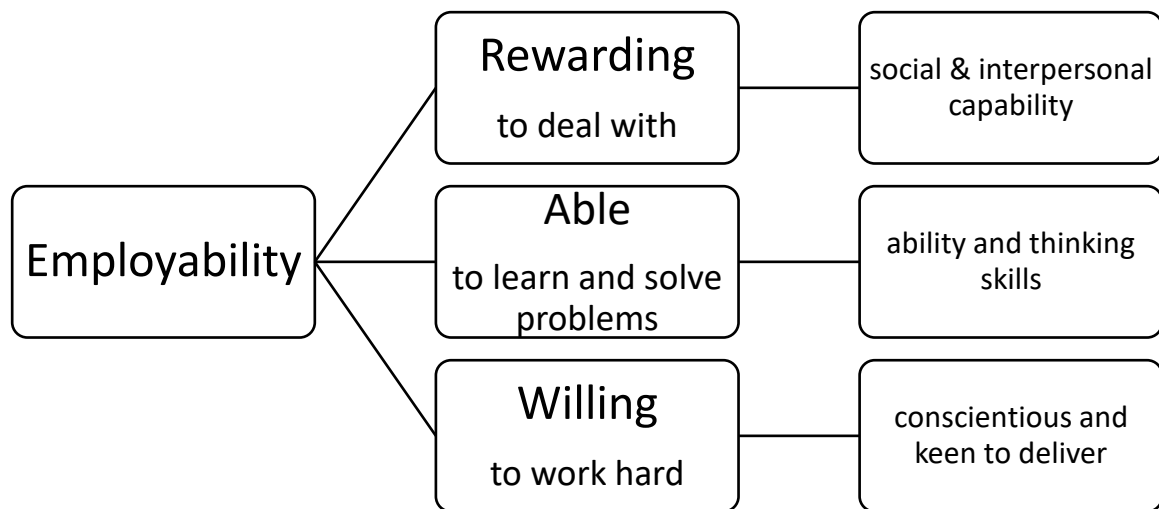 Employability
Rewarding
to deal with
social & interpersonal
capability
Able
to learn and solve
problems
ability and thinking
skills
Willing
to work hard
conscientious and
keen to deliver